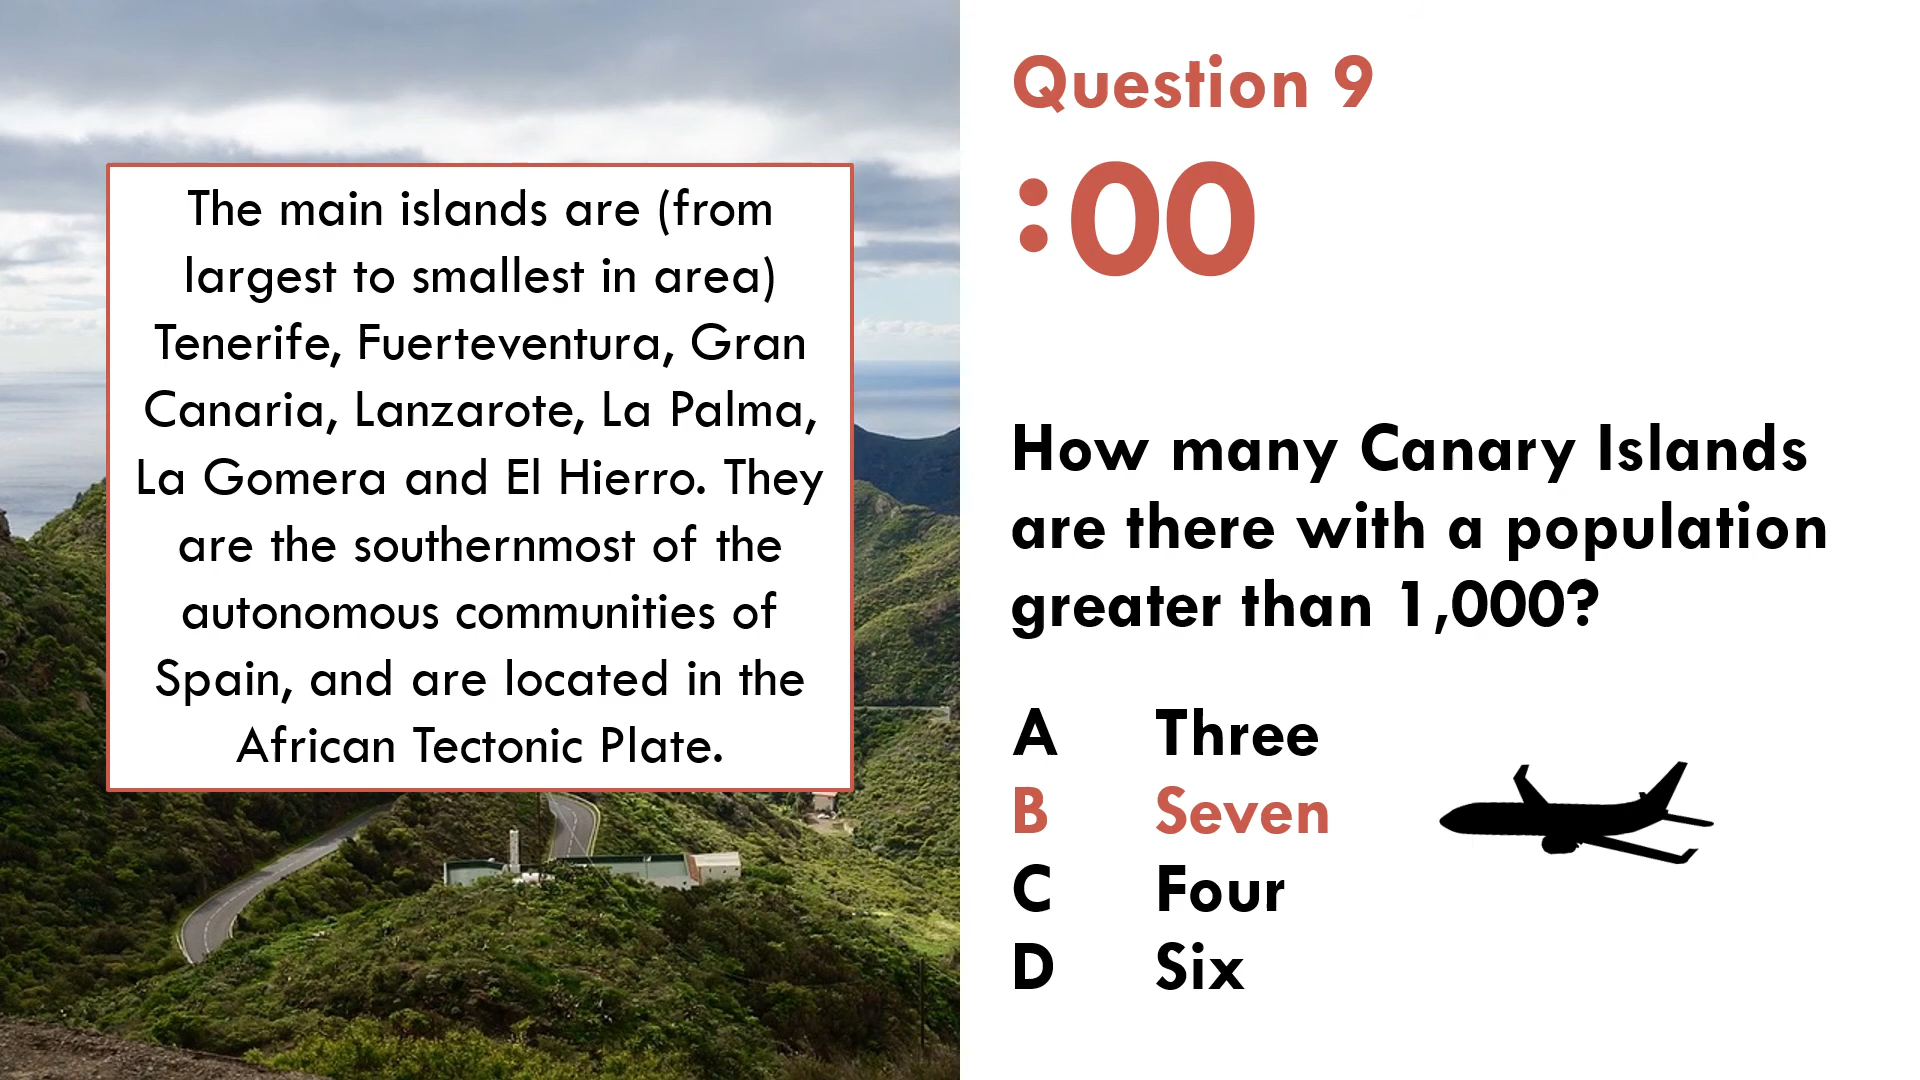 The main islands are (from
largest to smallest in area)
Tenerife, Fuerteventura, Gran
Canaria, Lanzarote, La Palma,
La Gomera and El Hierro. They
are the southernmost of the
autonomous communities of
Spain, and are located in the
African Tectonic Plate.
Question 9
:00
How many Canary Islands
are there with a population
greater than 1,000?
A Three
B Seven
C Four
D Six